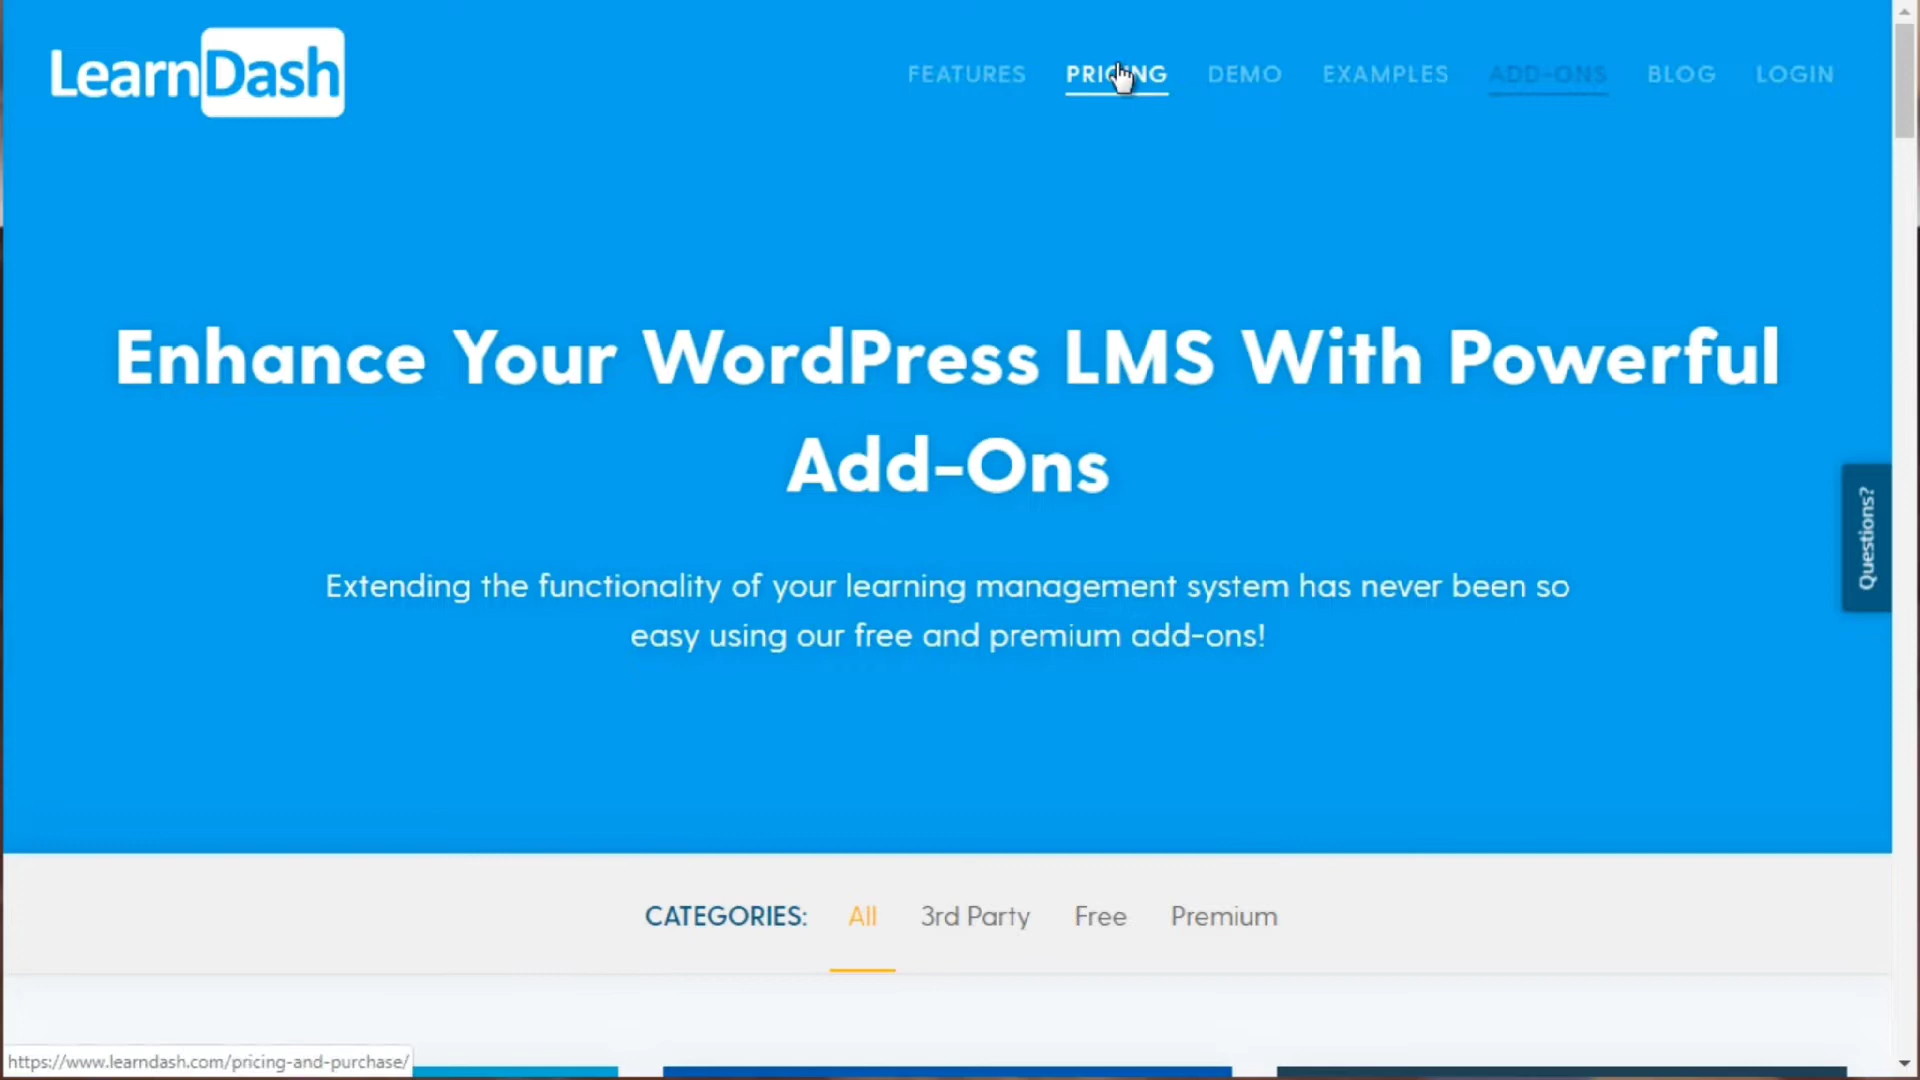 LearnDash
FEATURES PRICING DEMO EXAMPLES ADD-ONS BLOG LOGIN
Enhance Your WordPress LMS With Powerful
Add-Ons
Extending the functionality of your learning management system has never been so
easy using our free and premium add-ons!
Questions?
CATEGORIES: All 3rd Party Free Premium
https://www.learndash.com/pricing-and-purchase/